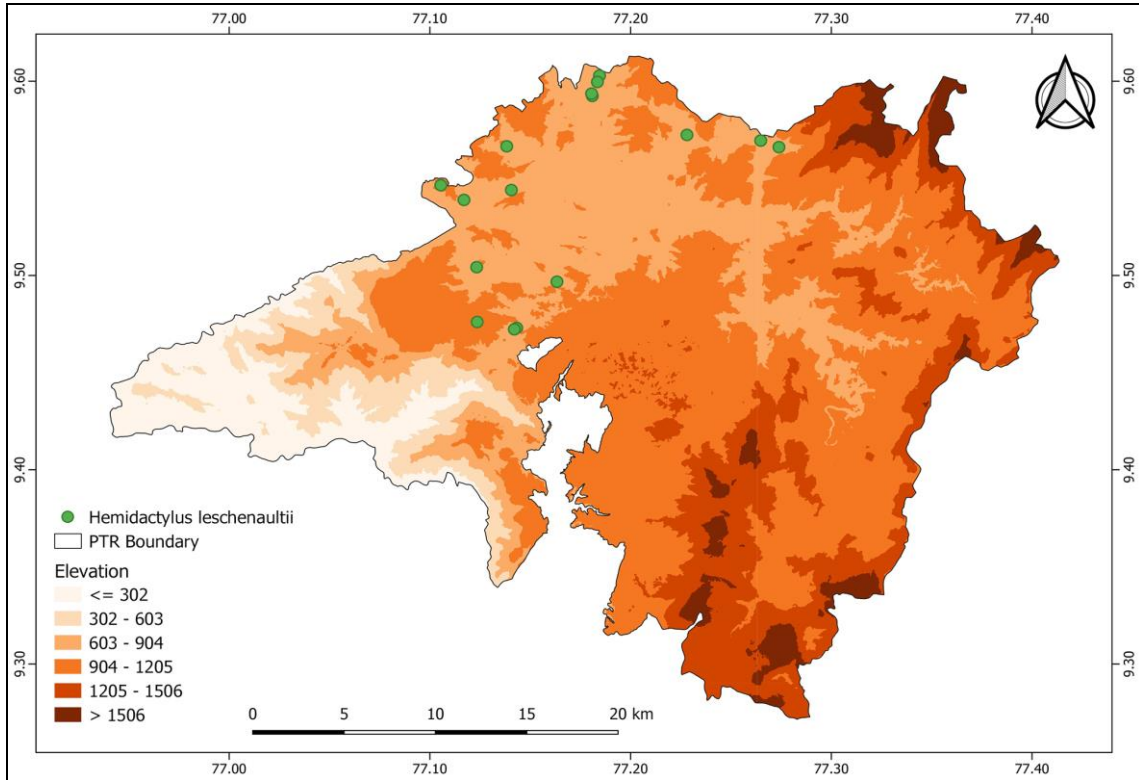 77.00 77.10 77.20 77.30 77.40
9.60 9.60
9.50 9.50
9.40 9.40
9.30 9.30
Hemidactylus leschenaultii
PTR Boundary
Elevation
<= 302
302 - 603
603 - 904
904 - 1205
1205 - 1506
> 1506
0 5 10 15 20 km
77.00 77.10 77.20 77.30 77.40